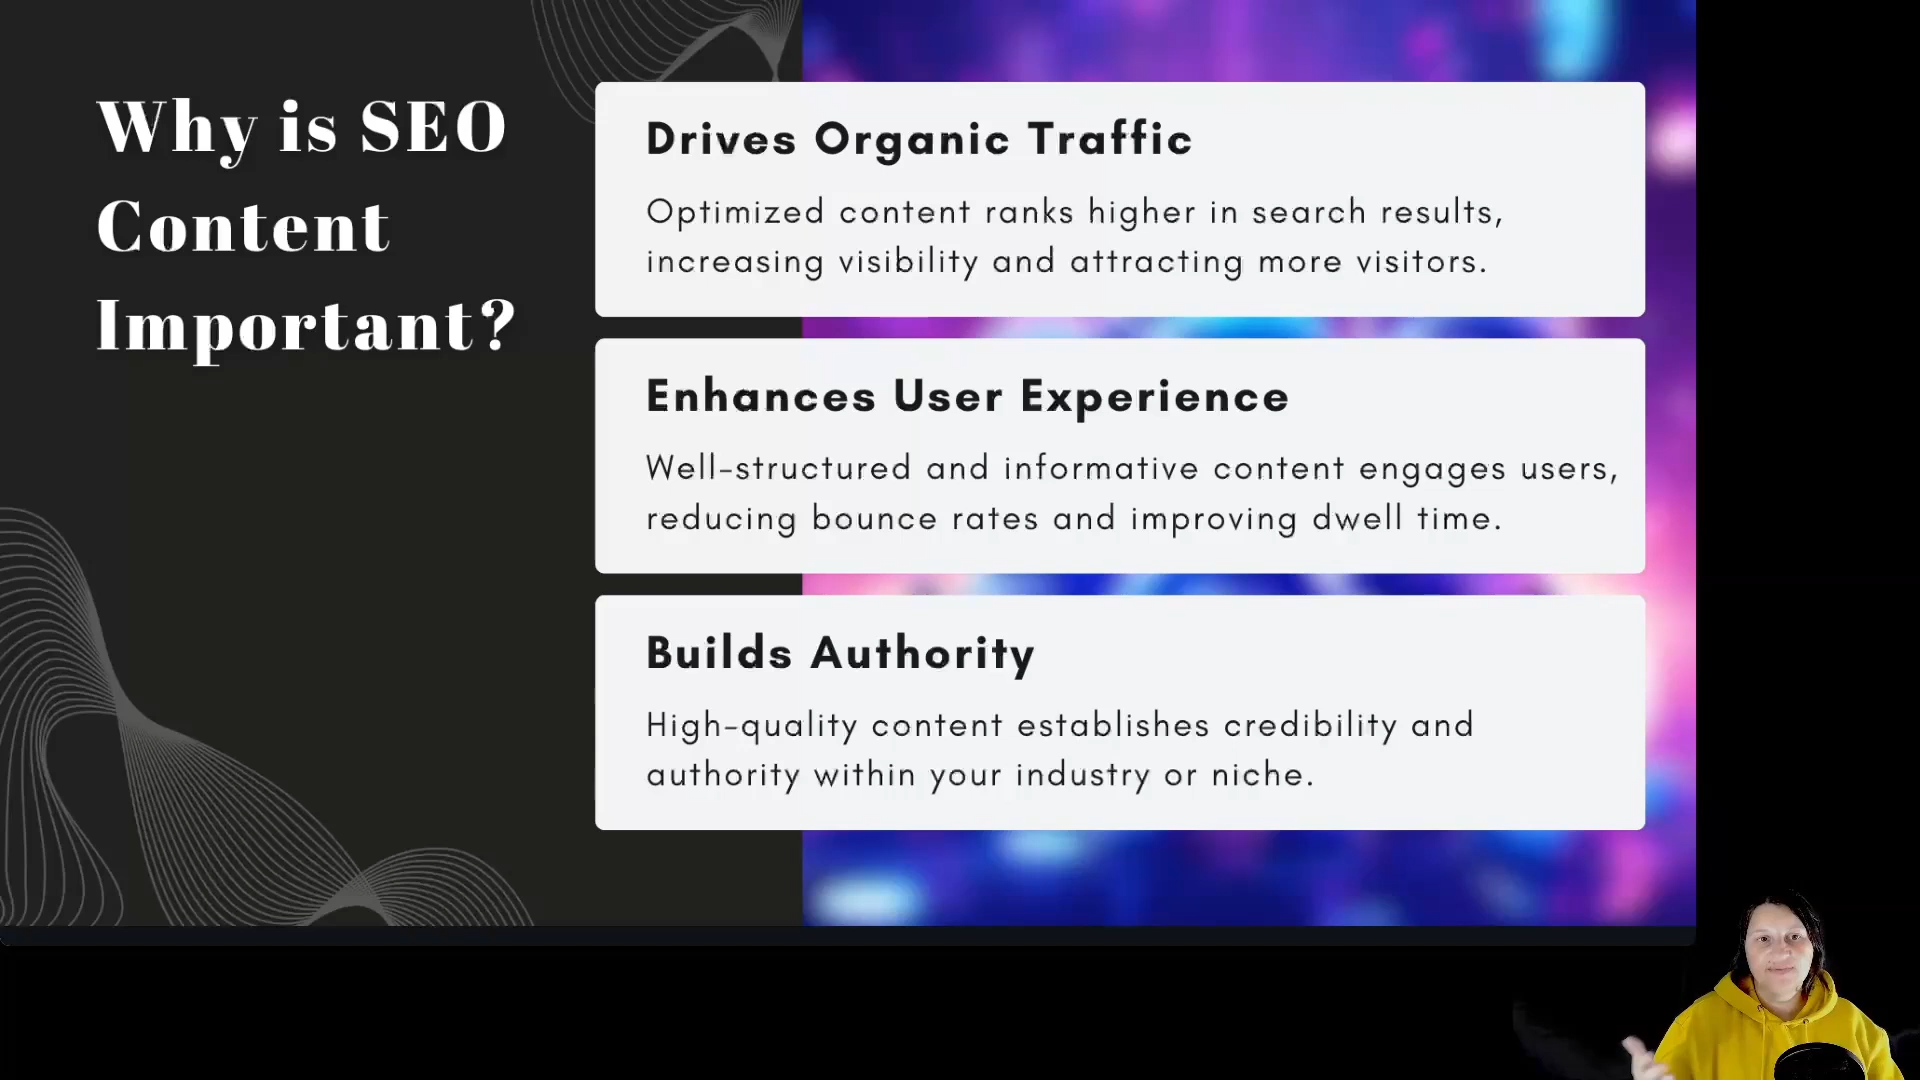 Why is SEO
Content
Important?
Drives Organic Traffic
Optimized content ranks higher in search results,
increasing visibility and attracting more visitors.
Enhances User Experience
Well-structured and informative content engages users,
reducing bounce rates and improving dwell time.
Builds Authority
High-quality content establishes credibility and
authority within your industry or niche.